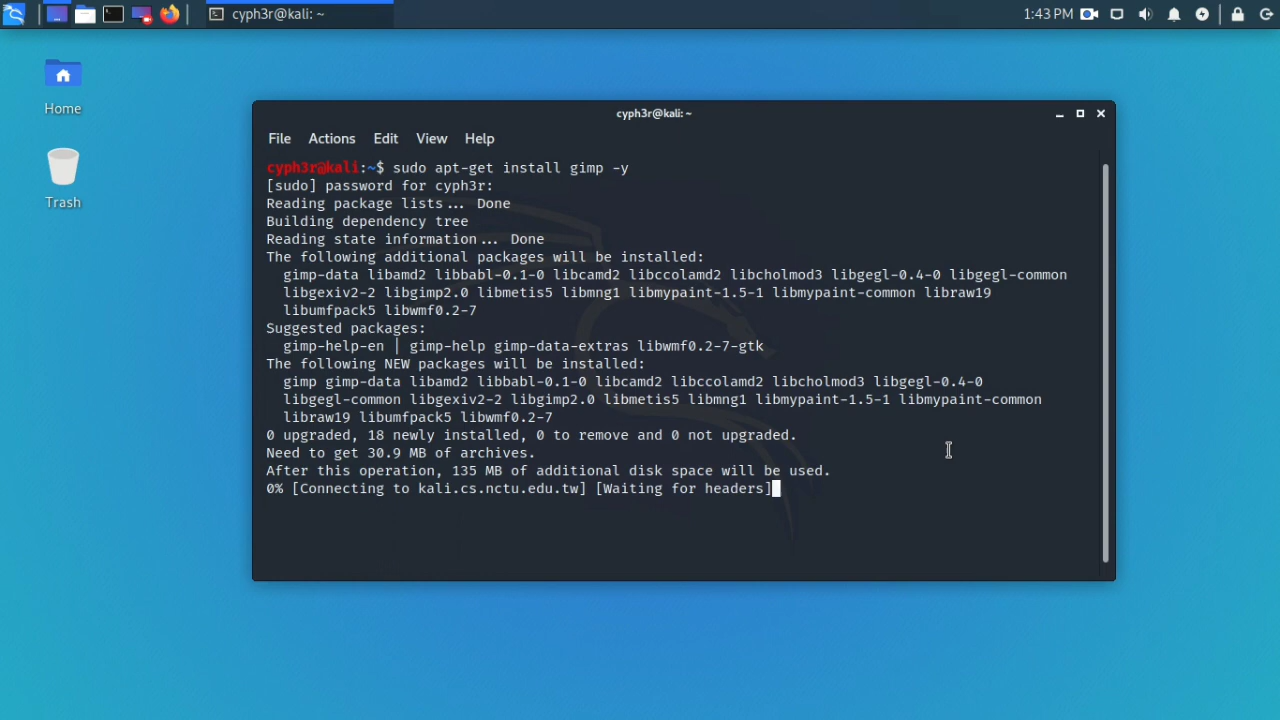 cyph3r@kali: ~
1:43 PM
Home
Trash
cyph3r@kali: ~
File Actions Edit View Help
cyph3r@kali:~$ sudo apt-get install gimp -y
[sudo] password for cyph3r:
Reading package lists... Done
Building dependency tree
Reading state information... Done
The following additional packages will be installed:
gimp-data libamd2 libbabl-0.1-0 libcamd2 libccolamd2 libcholmod3 libgegl-0.4-0 libgegl-common
libgexiv2-2 libgimp2.0 libmetis5 libmng1 libmypaint-1.5-1 libmypaint-common libraw19
libumfpack5 libwmf0.2-7
Suggested packages:
gimp-help-en | gimp-help gimp-data-extras libwmf0.2-7-gtk
The following NEW packages will be installed:
gimp gimp-data libamd2 libbabl-0.1-0 libcamd2 libccolamd2 libcholmod3 libgegl-0.4-0
libgegl-common libgexiv2-2 libgimp2.0 libmetis5 libmng1 libmypaint-1.5-1 libmypaint-common
libraw19 libumfpack5 libwmf0.2-7
0 upgraded, 18 newly installed, 0 to remove and 0 not upgraded.
Need to get 30.9 MB of archives.
After this operation, 135 MB of additional disk space will be used.
0% [Connecting to kali.cs.nctu.edu.tw] [Waiting for headers]